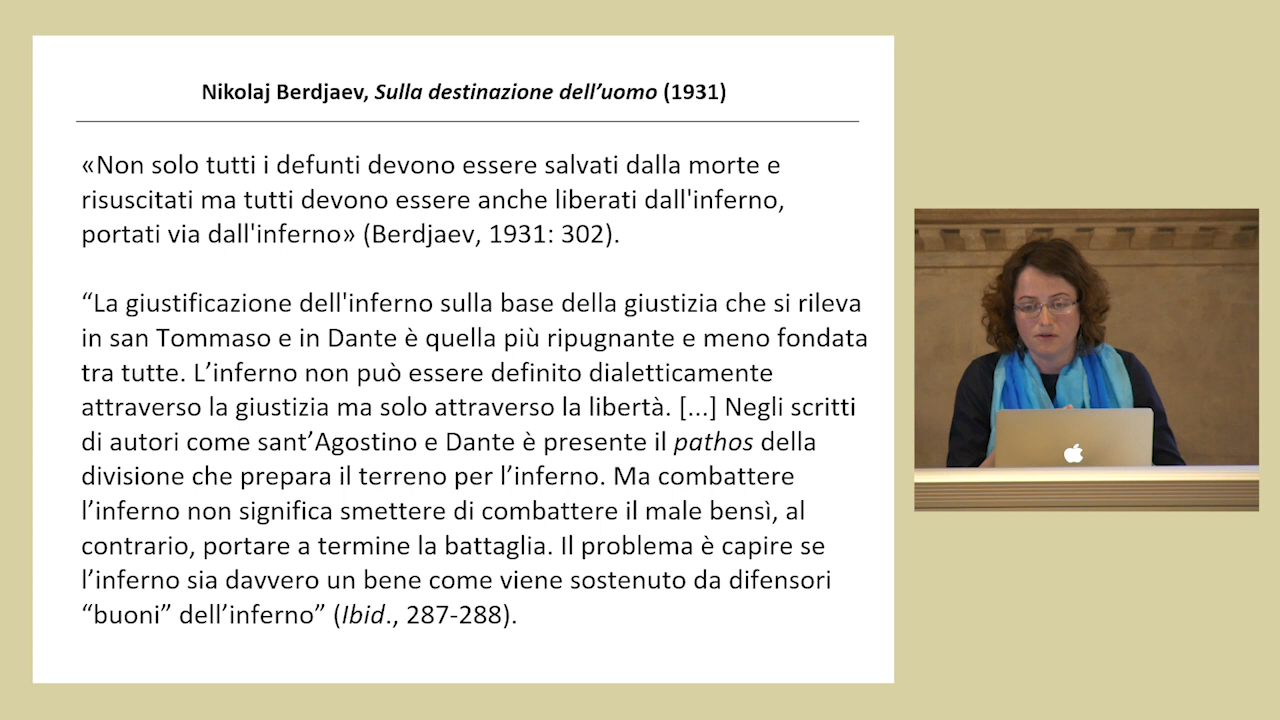 Nikolaj Berdjaev, Sulla destinazione dell’uomo (1931)
«Non solo tutti i defunti devono essere salvati dalla morte e
risuscitati ma tutti devono essere anche liberati dall'inferno,
portati via dall'inferno» (Berdjaev, 1931: 302).
“La giustificazione dell'inferno sulla base della giustizia che si rileva
in san Tommaso e in Dante è quella più ripugnante e meno fondata
tra tutte. L’inferno non può essere definito dialetticamente
attraverso la giustizia ma solo attraverso la libertà. [...] Negli scritti
di autori come sant’Agostino e Dante è presente il pathos della
divisione che prepara il terreno per l’inferno. Ma combattere
l’inferno non significa smettere di combattere il male bensì, al
contrario, portare a termine la battaglia. Il problema è capire se
l’inferno sia davvero un bene come viene sostenuto da difensori
“buoni” dell’inferno” (Ibid., 287-288).